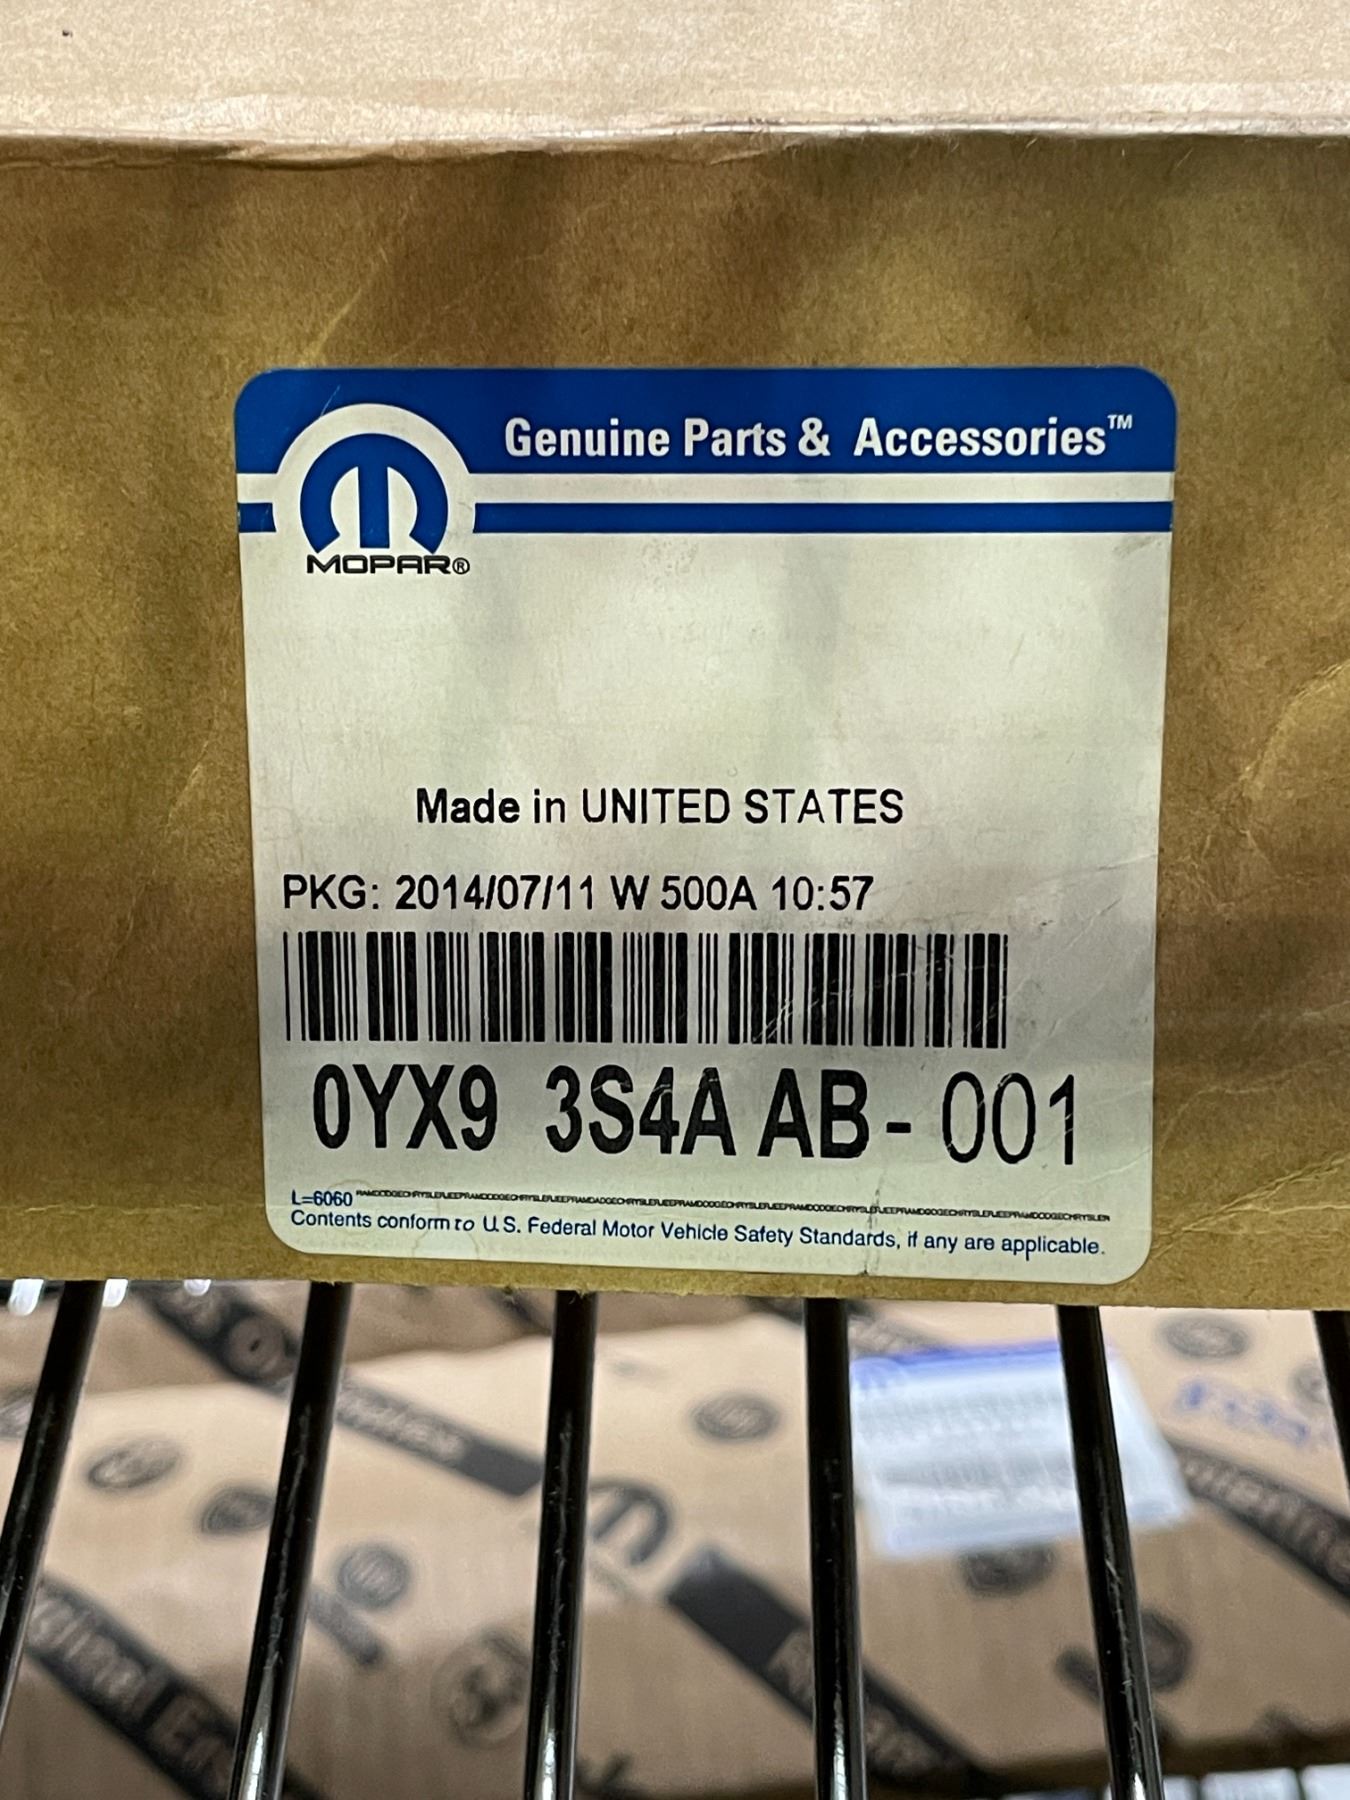 Genuine Parts & Accessories™
MOPAR®
Made in UNITED STATES
PKG: 2014/07/11 W 500A 10:57
0YX9 3S4A AB-001
L=6060
Contents conform to U.S. Federal Motor Vehicle Safety Standards, if any are applicable.